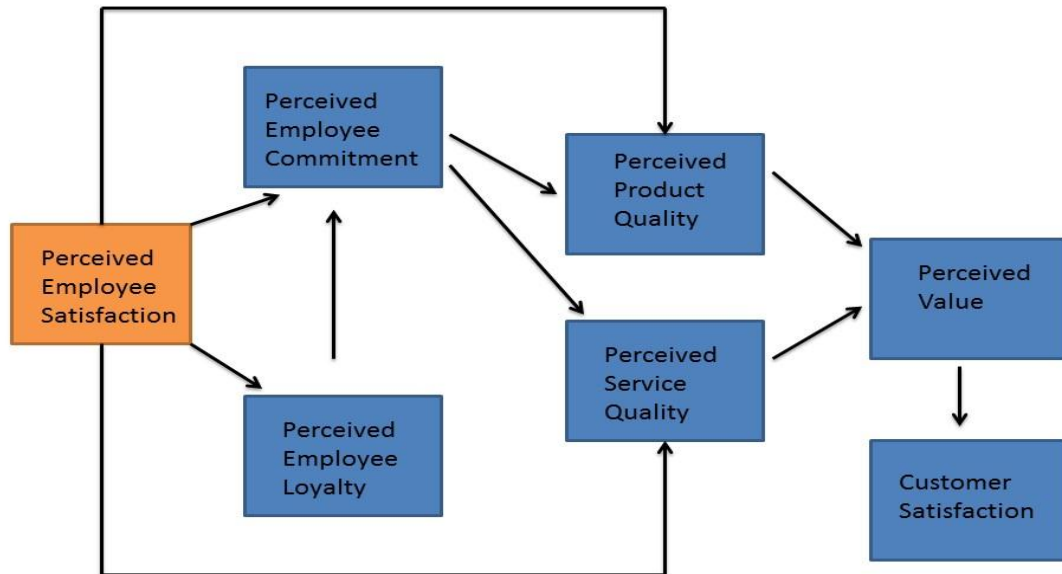 Perceived
Employee
Satisfaction
Perceived
Employee
Commitment
Perceived
Employee
Loyalty
Perceived
Product
Quality
Perceived
Service
Quality
Perceived
Value
Customer
Satisfaction